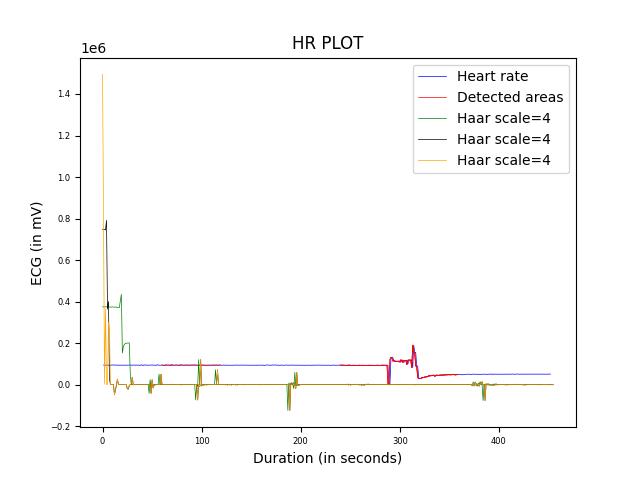 HR PLOT
1e6
1.4
1.2
1.0
0.8
0.6
0.4
0.2
0.0
−0.2
ECG (in mV)
Heart rate
Detected areas
Haar scale=4
Haar scale=4
Haar scale=4
0 100 200 300 400
Duration (in seconds)